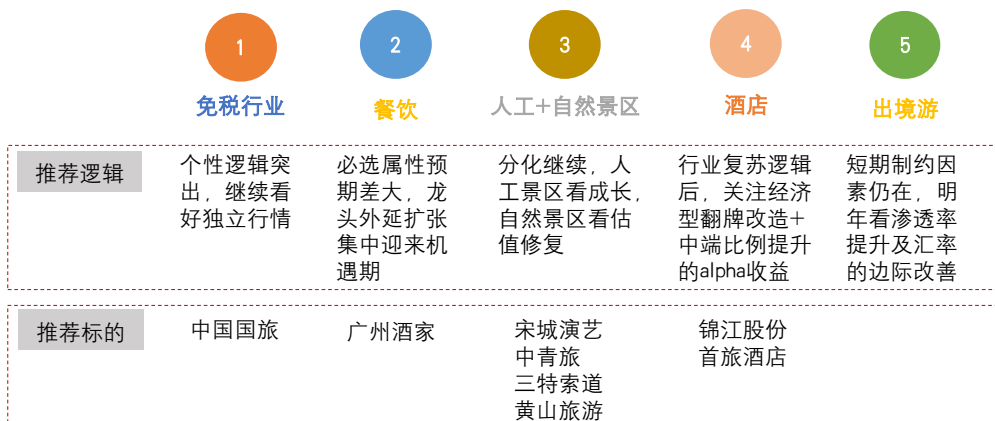 1
2
3
4
5
免税行业
餐饮
人工+自然景区
酒店
出境游
推荐逻辑
个性逻辑突
出，继续看
好独立行情
必选属性预
期差大，龙
头外延扩张
集中迎来机
遇期
分化继续，人
工景区看成长，
自然景区看估
值修复
行业复苏逻辑
后，关注经济
型翻牌改造+
中端比例提升
的alpha收益
短期制约因
素仍在，明
年看渗透率
提升及汇率
的边际改善
推荐标的
中国国旅
广州酒家
宋城演艺
中青旅
三特索道
黄山旅游
锦江股份
首旅酒店